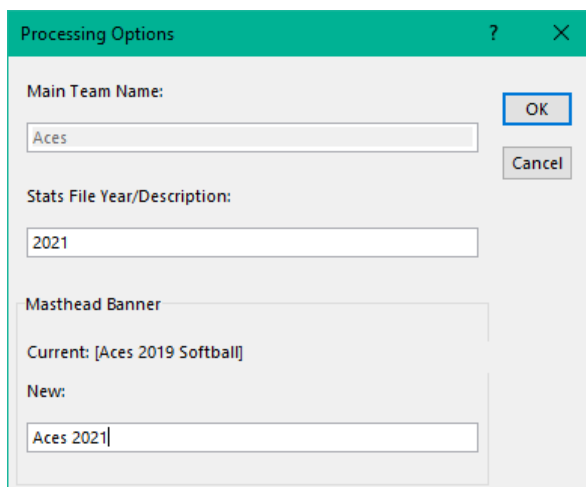 Processing Options ?
Main Team Name:
OK
Aces
Cancel
Stats File Year/Description:
2021
Masthead Banner
Current: [Aces 2019 Softball]
New:
Aces 2021